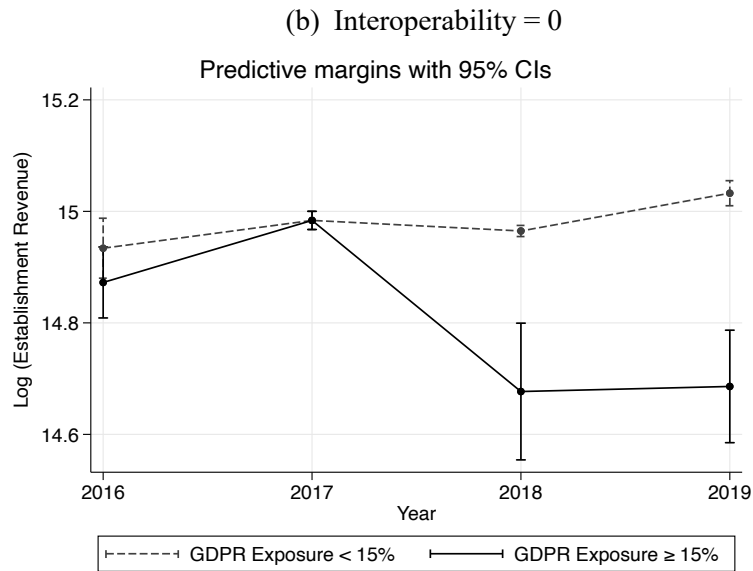 (b) Interoperability = 0
Predictive margins with 95% CIs
15.2
15
14.8
14.6
Log (Establishment Revenue)
2016 2017 2018 2019
Year
GDPR Exposure < 15% GDPR Exposure ≥ 15%